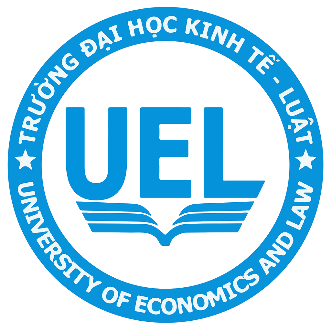 TRƯỜNG ĐẠI HỌC KINH TẾ - LUẬT
UEL
UNIVERSITY OF ECONOMICS AND LAW